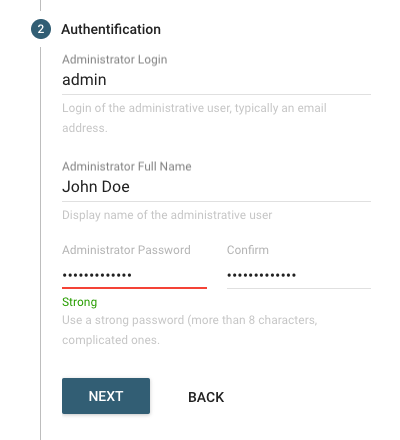 2 Authentification
Administrator Login
admin
Login of the administrative user, typically an email
address.
Administrator Full Name
John Doe
Display name of the administrative user
Administrator Password Confirm
••••••••••••• •••••••••••••
Strong
Use a strong password (more than 8 characters,
complicated ones.
NEXT BACK